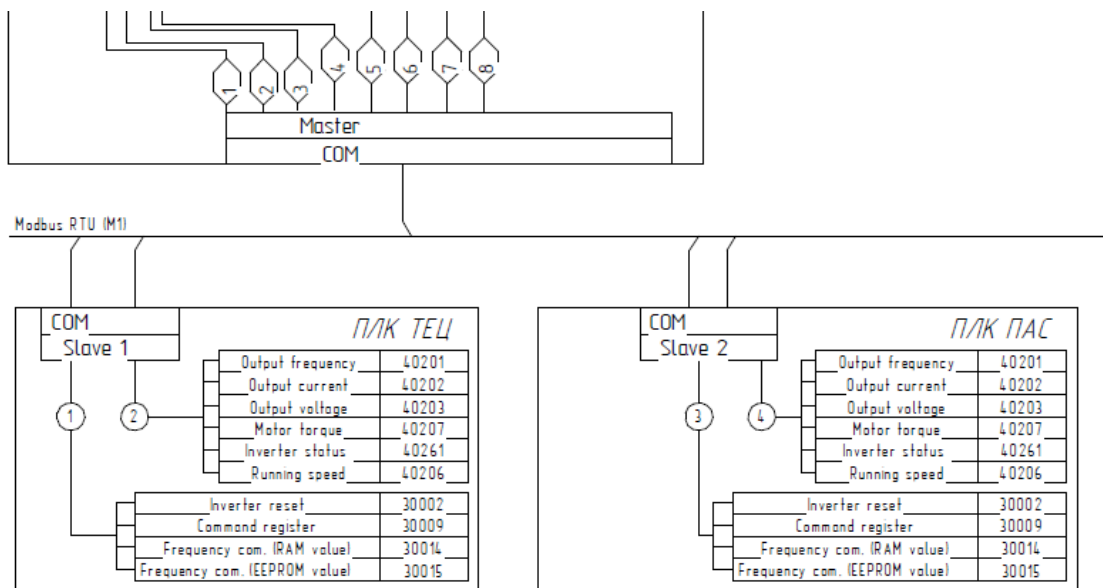 1 2 3 4 5 6 7 8
Master
COM
Modbus RTU (M1)
COM
Slave 1
ПЛК ТЕЦ
Output frequency 40201
Output current 40202
Output voltage 40203
Motor torque 40207
Inverter status 40261
Running speed 40206
1 2
Inverter reset 30002
Command register 30009
Frequency com. (RAM value) 30014
Frequency com. (EEPROM value) 30015
COM
Slave 2
ПЛК ПАС
Output frequency 40201
Output current 40202
Output voltage 40203
Motor torque 40207
Inverter status 40261
Running speed 40206
3 4
Inverter reset 30002
Command register 30009
Frequency com. (RAM value) 30014
Frequency com. (EEPROM value) 30015